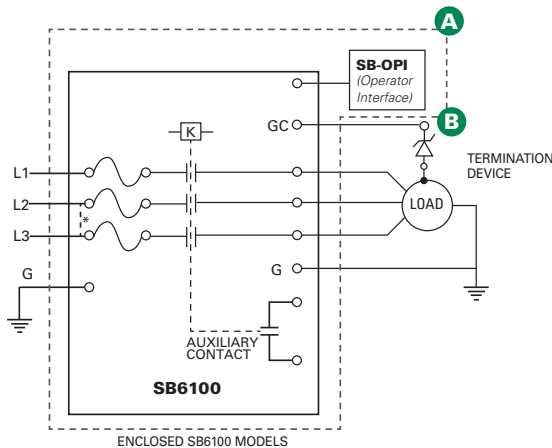 A
SB-OPI
(Operator
Interface)
B
GC
K
TERMINATION
DEVICE
L1
L2
LOAD
*
L3
G
G
AUXILIARY
CONTACT
SB6100
ENCLOSED SB6100 MODELS